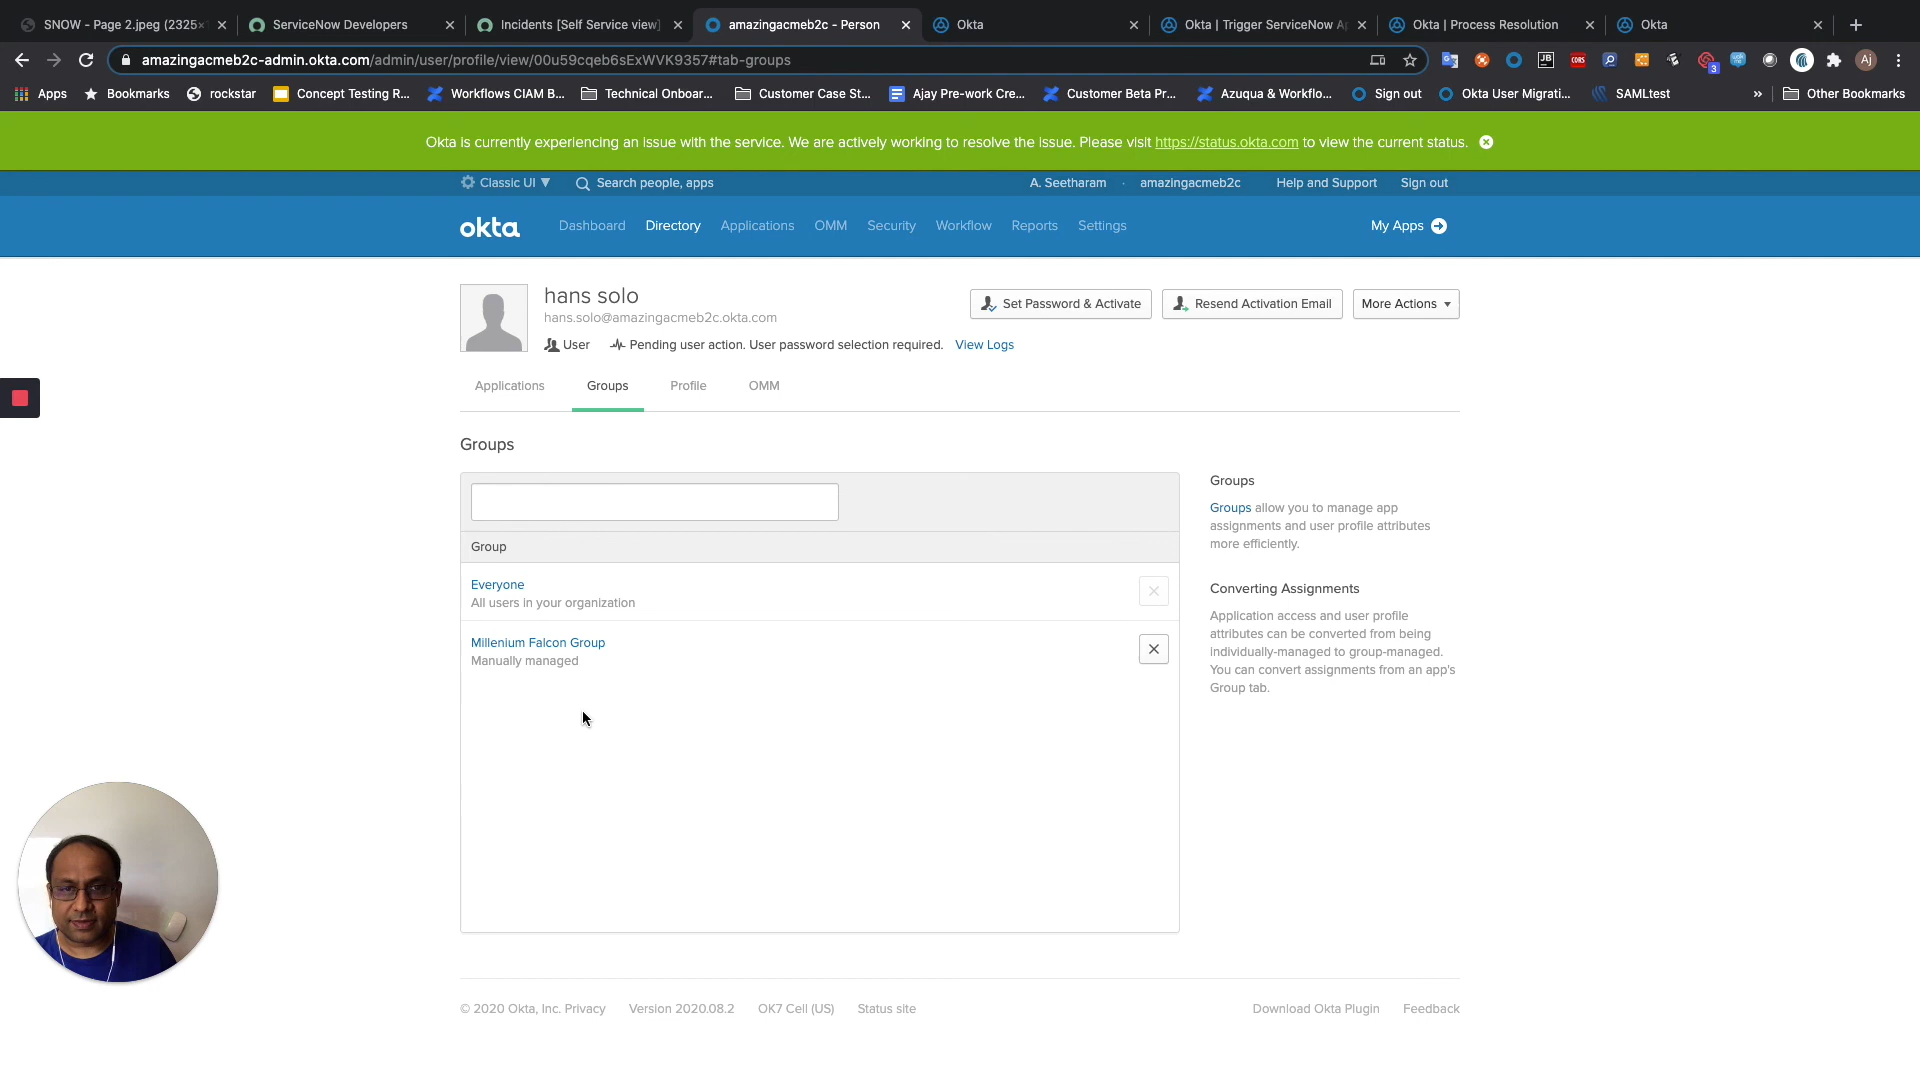 SNOW - Page 2.jpeg (2325×
ServiceNow Developers
Incidents [Self Service view]
amazingacmeb2c - Person
Okta
Okta | Trigger ServiceNow A
Okta | Process Resolution
Okta
amazingacmeb2c-admin.okta.com/admin/user/profile/view/00u59cqeb6sExWVK9357#tab-groups
JB
CORS
3
Aj
Apps
Bookmarks
rockstar
Concept Testing R...
Workflows CIAM B...
Technical Onboar...
Customer Case St...
Ajay Pre-work Cre...
Customer Beta Pr...
Azuqua & Workflo...
Sign out
Okta User Migrati...
SAMLtest
»
Other Bookmarks
Okta is currently experiencing an issue with the service. We are actively working to resolve the issue. Please visit https://status.okta.com to view the current status.
Classic UI ▼
Search people, apps
A. Seetharam · amazingacmeb2c
Help and Support
Sign out
okta
Dashboard
Directory
Applications
OMM
Security
Workflow
Reports
Settings
My Apps
hans solo
hans.solo@amazingacmeb2c.okta.com
Set Password & Activate
Resend Activation Email
More Actions
User
Pending user action. User password selection required.
View Logs
Applications
Groups
Profile
OMM
Groups
Group
Everyone
All users in your organization
Millenium Falcon Group
Manually managed
Groups
Groups allow you to manage app
assignments and user profile attributes
more efficiently.
Converting Assignments
Application access and user profile
attributes can be converted from being
individually-managed to group-managed.
You can convert assignments from an app's
Group tab.
© 2020 Okta, Inc. Privacy
Version 2020.08.2
OK7 Cell (US)
Status site
Download Okta Plugin
Feedback